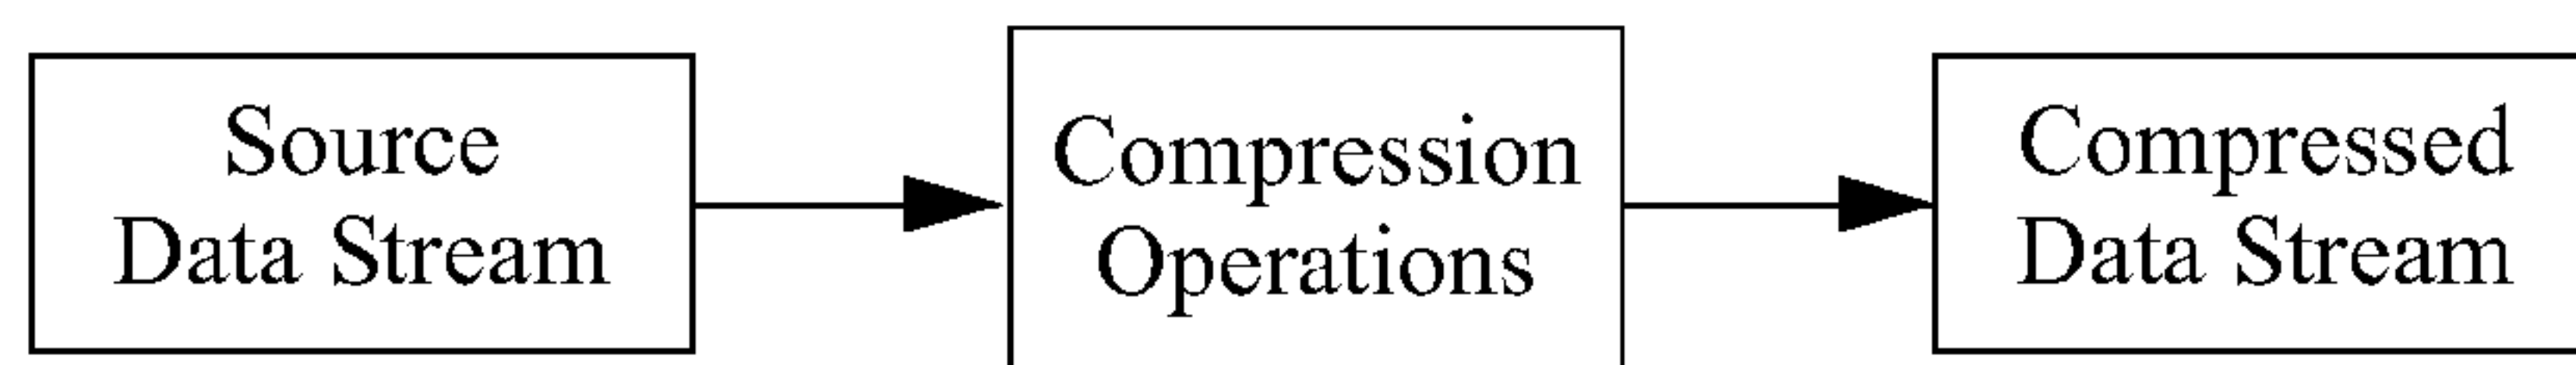 Source
Data Stream
Compression
Operations
Compressed
Data Stream